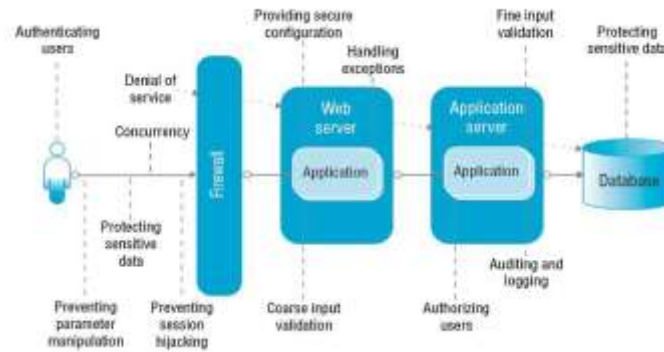 Authenticating
users
Providing secure
configuration
Handling
exceptions
Fine input
validation
Protecting
sensitive data
Denial of
service
Concurrency
Firewall
Web
server
Application
Application
server
Application
Database
Protecting
sensitive
data
Preventing
parameter
manipulation
Preventing
session
hijacking
Coarse input
validation
Authorizing
users
Auditing and
logging